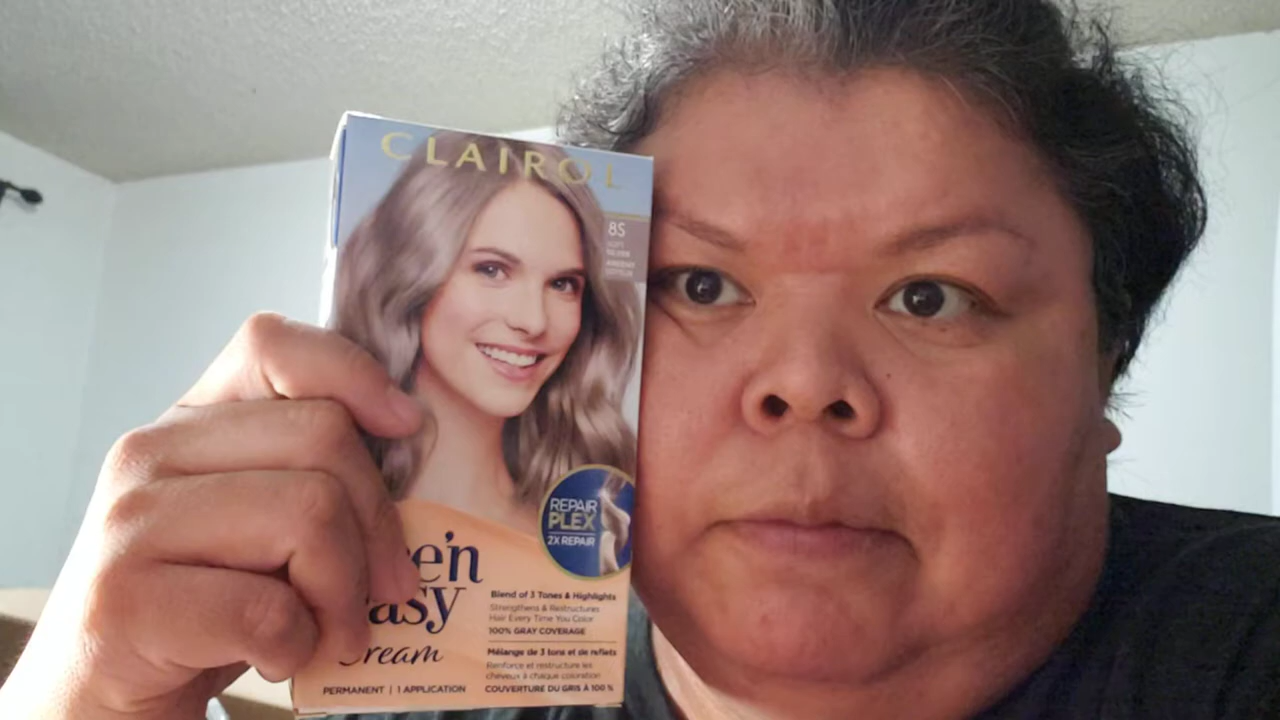 CLAIROL
8S
SOFT
SILVER
REPAIR
PLEX
2X REPAIR
e'n
asy
ream
Blend of 3 Tones & Highlights
Strengthens & Restructures
Hair Every Time You Color
100% GRAY COVERAGE
Mélange de 3 tons et de reflets
Renforce et restructure les
cheveux à chaque coloration
COUVERTURE DU GRIS À 100 %
PERMANENT | 1 APPLICATION